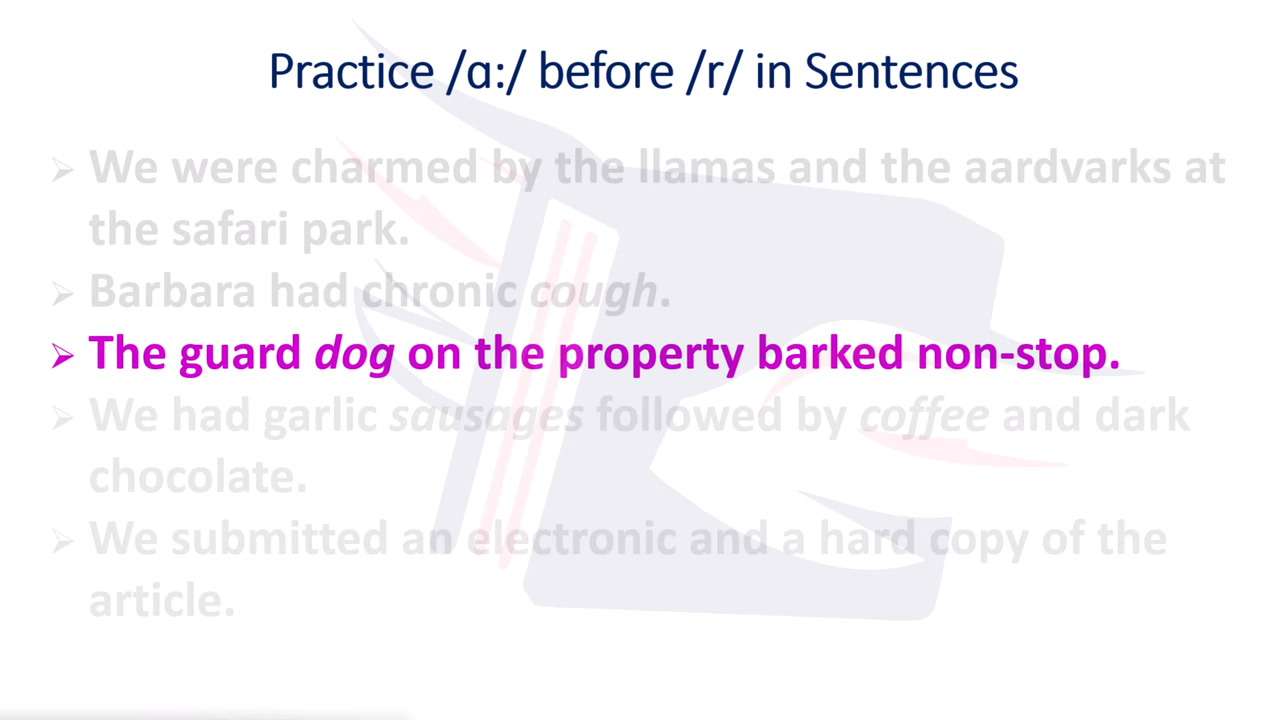 Practice /ɑ:/ before /r/ in Sentences
➢ We were charmed by the llamas and the aardvarks at
the safari park.
➢ Barbara had chronic cough.
➢ The guard dog on the property barked non-stop.
➢ We had garlic sausages followed by coffee and dark
chocolate.
➢ We submitted an electronic and a hard copy of the
article.